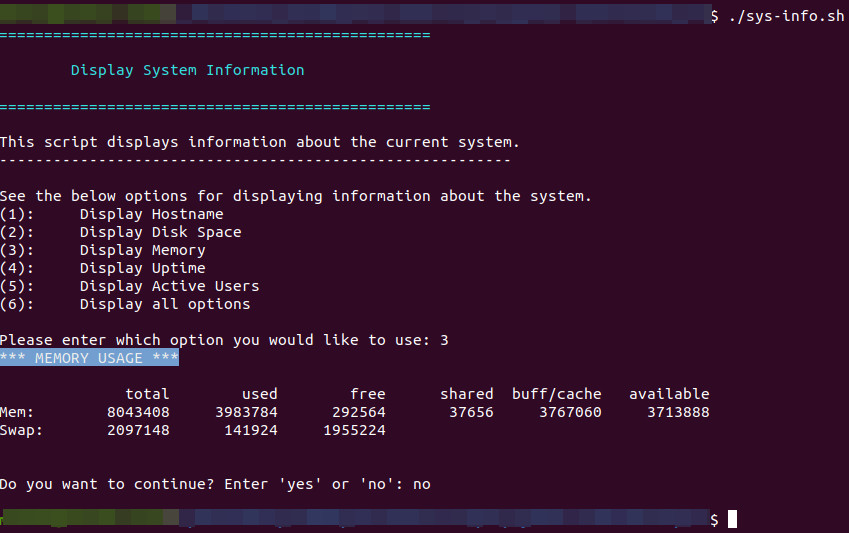 $ ./sys-info.sh
================================================
Display System Information
================================================
This script displays information about the current system.
---------------------------------------------------------
See the below options for displaying information about the system.
(1): Display Hostname
(2): Display Disk Space
(3): Display Memory
(4): Display Uptime
(5): Display Active Users
(6): Display all options
Please enter which option you would like to use: 3
*** MEMORY USAGE ***
total used free shared buff/cache available
Mem: 8043408 3983784 292564 37656 3767060 3713888
Swap: 2097148 141924 1955224
Do you want to continue? Enter 'yes' or 'no': no
$